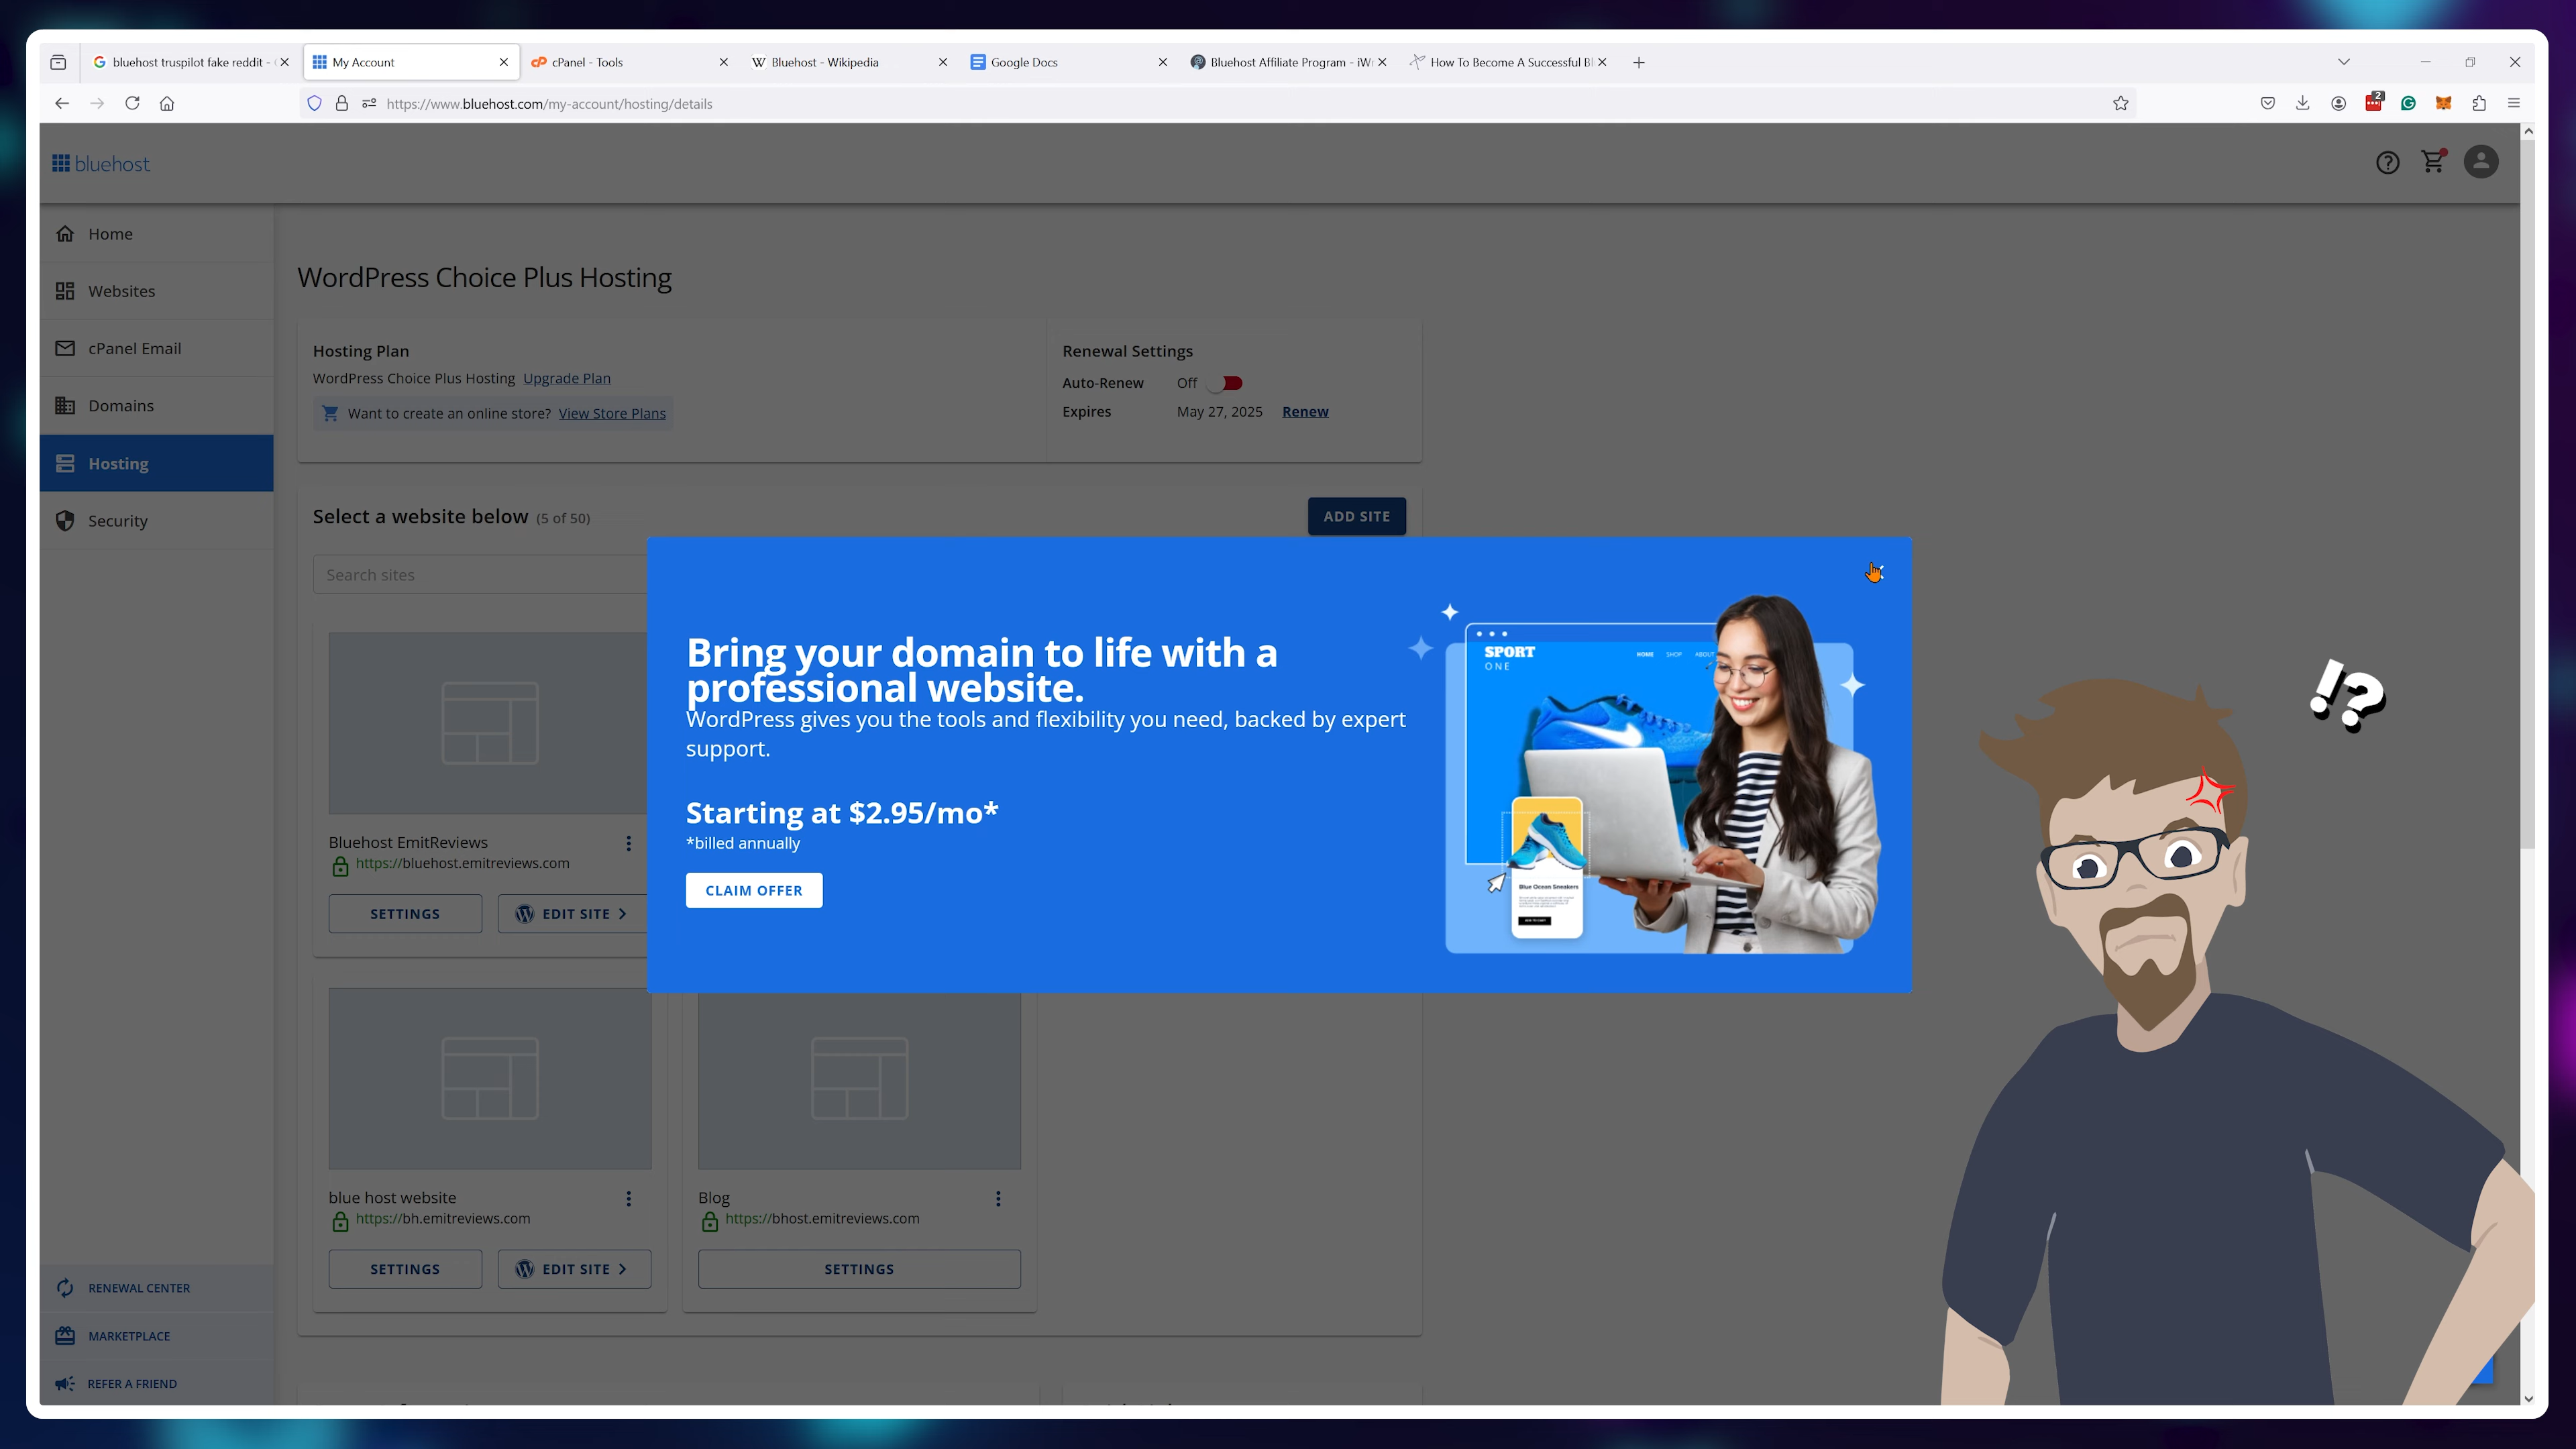 bluehost truspilot fake reddit -
My Account
cPanel - Tools
Bluehost - Wikipedia
Google Docs
Bluehost Affiliate Program - iW
How To Become A Successful Bl
https://www.bluehost.com/my-account/hosting/details
2
bluehost
Home
Websites
cPanel Email
Domains
Hosting
Security
RENEWAL CENTER
MARKETPLACE
REFER A FRIEND
WordPress Choice Plus Hosting
Hosting Plan
WordPress Choice Plus Hosting Upgrade Plan
Want to create an online store? View Store Plans
Renewal Settings
Auto-Renew Off
Expires May 27, 2025 Renew
Select a website below (5 of 50)
ADD SITE
Search sites
Bluehost EmitReviews
https://bluehost.emitreviews.com
SETTINGS
EDIT SITE
Bring your domain to life with a
professional website.
WordPress gives you the tools and flexibility you need, backed by expert
support.
Starting at $2.95/mo*
*billed annually
CLAIM OFFER
SPORT
ONE
HOME SHOP ABOUT
Blue Ocean Sneakers
!?
blue host website
https://bh.emitreviews.com
SETTINGS
EDIT SITE
Blog
https://bhost.emitreviews.com
SETTINGS